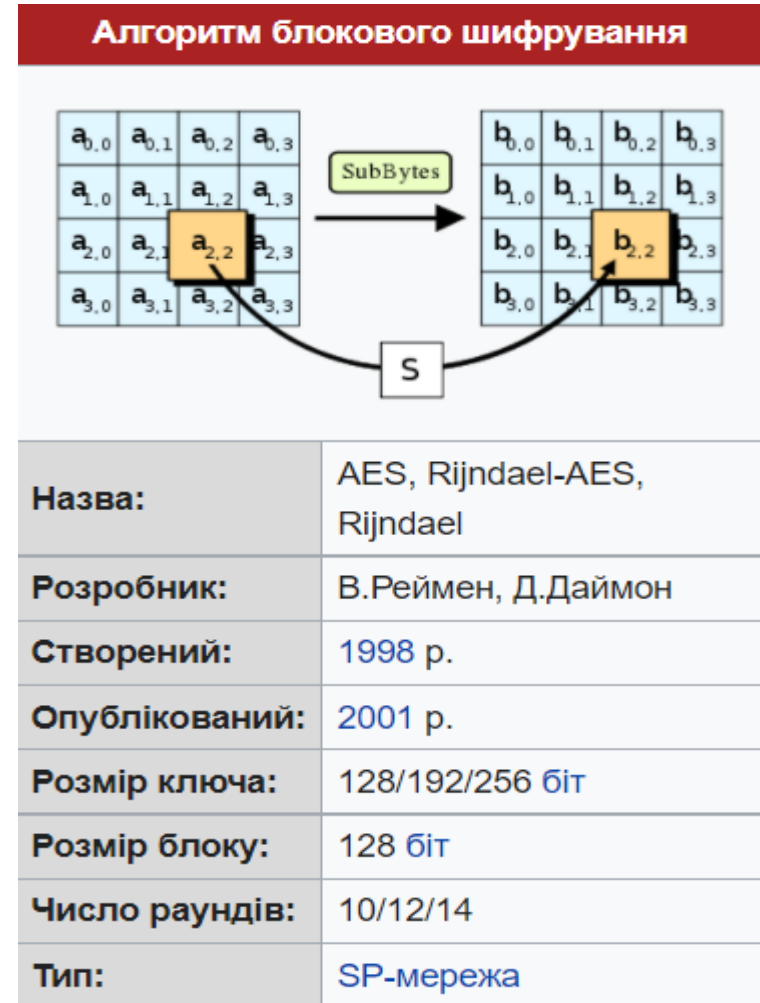 Алгоритм блокового шифрування
a0,0 a0,1 a0,2 a0,3 b0,0 b0,1 b0,2 b0,3
SubBytes
a1,0 a1,1 a1,2 a1,3 b1,0 b1,1 b1,2 b1,3
a2,0 a2,1 a2,2 a2,3 b2,0 b2,1 b2,2 b2,3
a3,0 a3,1 a3,2 a3,3 b3,0 b3,1 b3,2 b3,3
S
Назва: AES, Rijndael-AES,
Rijndael
Розробник: В.Реймен, Д.Даймон
Створений: 1998 р.
Опублікований: 2001 р.
Розмір ключа: 128/192/256 біт
Розмір блоку: 128 біт
Число раундів: 10/12/14
Тип: SP-мережа